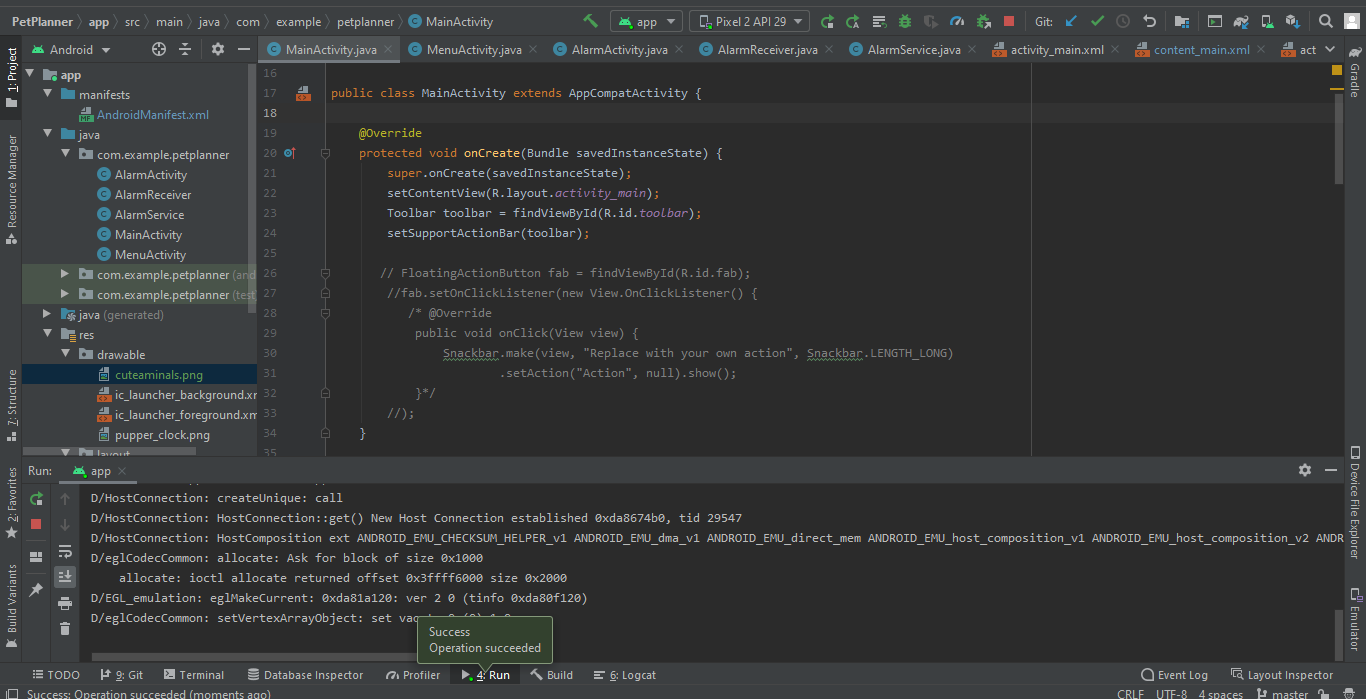 PetPlanner app src main java com example petplanner MainActivity app Pixel 2 API 29 Git:
1: Project
Resource Manager
7: Structure
2: Favorites
Build Variants
Android
app
manifests
AndroidManifest.xml
java
com.example.petplanner
AlarmActivity
AlarmReceiver
AlarmService
MainActivity
MenuActivity
com.example.petplanner (and
com.example.petplanner (test
java (generated)
res
drawable
cuteaminals.png
ic_launcher_background.xr
ic_launcher_foreground.xm
pupper_clock.png
layout
MainActivity.java MenuActivity.java AlarmActivity.java AlarmReceiver.java AlarmService.java activity_main.xml content_main.xml act
16
17 public class MainActivity extends AppCompatActivity {
18
19 @Override
20 protected void onCreate(Bundle savedInstanceState) {
21 super.onCreate(savedInstanceState);
22 setContentView(R.layout.activity_main);
23 Toolbar toolbar = findViewById(R.id.toolbar);
24 setSupportActionBar(toolbar);
25
26 // FloatingActionButton fab = findViewById(R.id.fab);
27 //fab.setOnClickListener(new View.OnClickListener() {
28 /* @Override
29 public void onClick(View view) {
30 Snackbar.make(view, "Replace with your own action", Snackbar.LENGTH_LONG)
31 .setAction("Action", null).show();
32 }*/
33 //);
34 }
35
Gradle
Device File Explorer
Emulator
Run: app
D/HostConnection: createUnique: call
D/HostConnection: HostConnection::get() New Host Connection established 0xda8674b0, tid 29547
D/HostConnection: HostComposition ext ANDROID_EMU_CHECKSUM_HELPER_v1 ANDROID_EMU_dma_v1 ANDROID_EMU_direct_mem ANDROID_EMU_host_composition_v1 ANDROID_EMU_host_composition_v2 ANDR
D/eglCodecCommon: allocate: Ask for block of size 0x1000
allocate: ioctl allocate returned offset 0x3ffff6000 size 0x2000
D/EGL_emulation: eglMakeCurrent: 0xda81a120: ver 2 0 (tinfo 0xda80f120)
D/eglCodecCommon: setVertexArrayObject: set
Success
Operation succeeded
TODO 9: Git Terminal Database Inspector Profiler 4: Run Build 6: Logcat Event Log Layout Inspector
Success: Operation succeeded (moments ago) CRLF UTF-8 4 spaces master